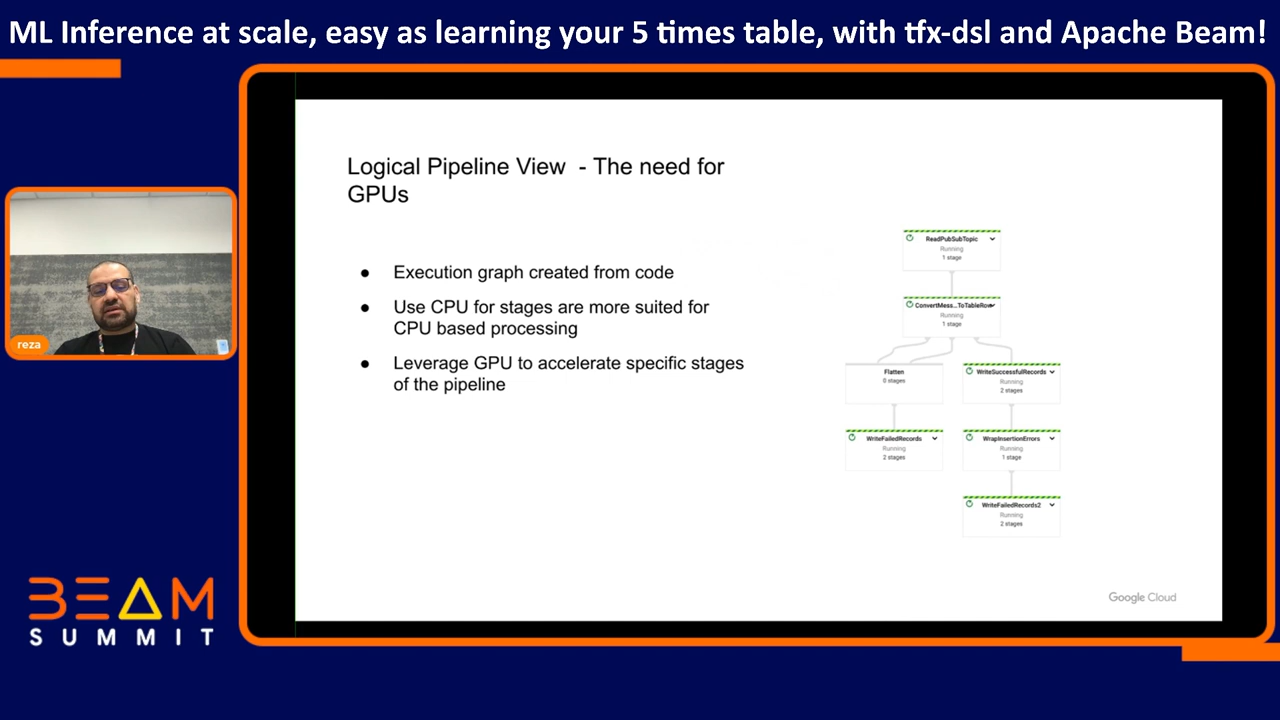 ML Inference at scale, easy as learning your 5 times table, with tfx-dsl and Apache Beam!
reza
BEAM
SUMMIT
Logical Pipeline View - The need for
GPUs
● Execution graph created from code
● Use CPU for stages are more suited for
CPU based processing
● Leverage GPU to accelerate specific stages
of the pipeline
ReadPubSubTopic
Running
1 stage
ConvertMess...ToTableRow
Running
1 stage
Flatten
0 stages
WriteSuccessfulRecords
Running
2 stages
WriteFailedRecords
Running
2 stages
WrapInsertionErrors
Running
1 stage
WriteFailedRecords2
Running
2 stages
Google Cloud